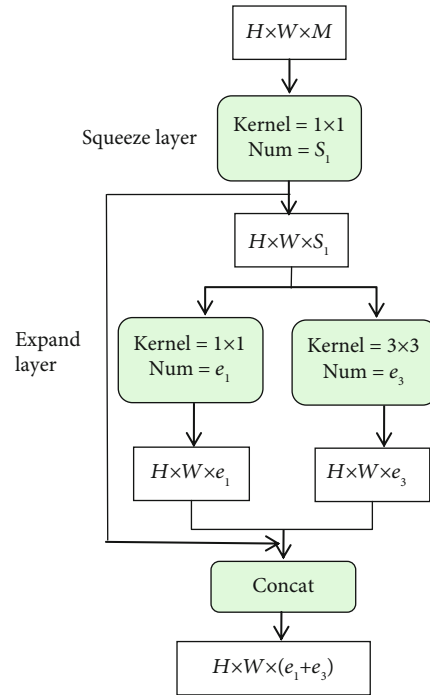 H×W×M
Squeeze layer
Kernel = 1×1
Num = S₁
H×W×S₁
Expand
layer
Kernel = 1×1
Num = e₁
Kernel = 3×3
Num = e₃
H×W×e₁
H×W×e₃
Concat
H×W×(e₁+e₃)